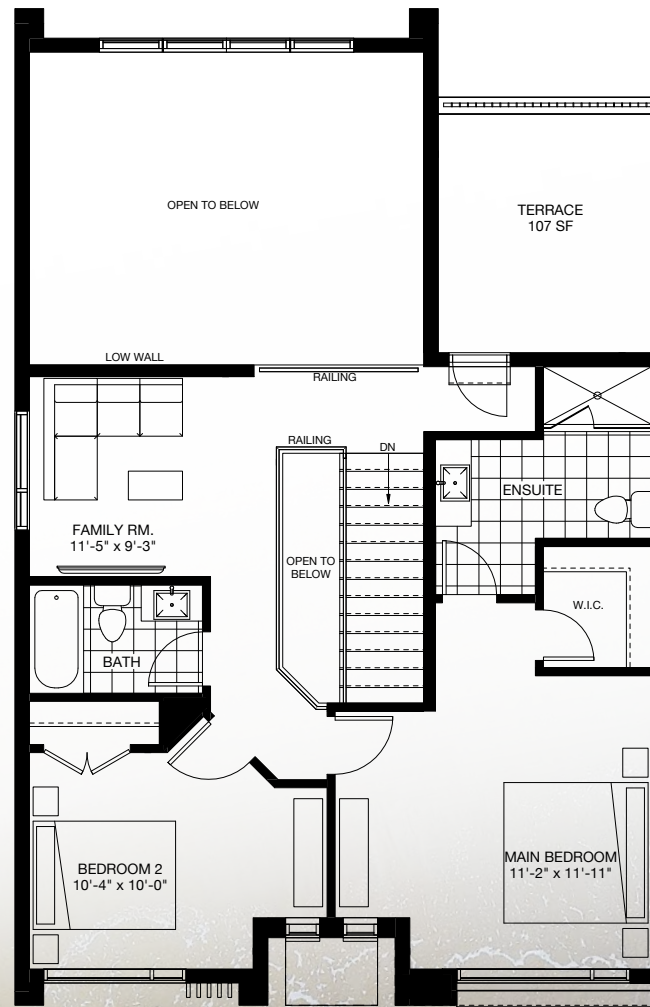 OPEN TO BELOW
TERRACE
107 SF
LOW WALL
RAILING
RAILING
DN
ENSUITE
FAMILY RM.
11'-5" x 9'-3"
OPEN TO
BELOW
W.I.C.
BATH
BEDROOM 2
10'-4" x 10'-0"
MAIN BEDROOM
11'-2" x 11'-11"